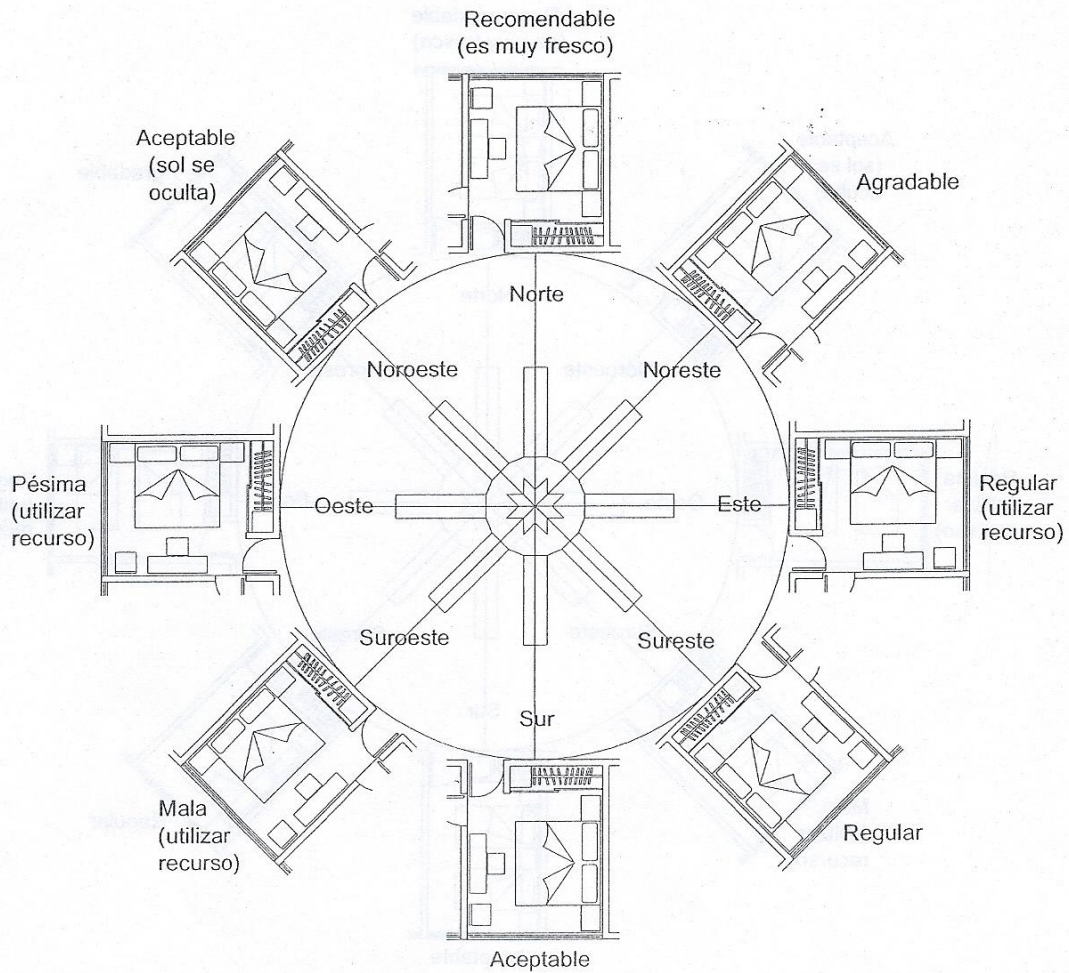 Recomendable
(es muy fresco)
Aceptable
(sol se
oculta)
Agradable
Norte
Noroeste
Noreste
Pésima
(utilizar
recurso)
Oeste
Este
Regular
(utilizar
recurso)
Suroeste
Sureste
Sur
Mala
(utilizar
recurso)
Regular
Aceptable